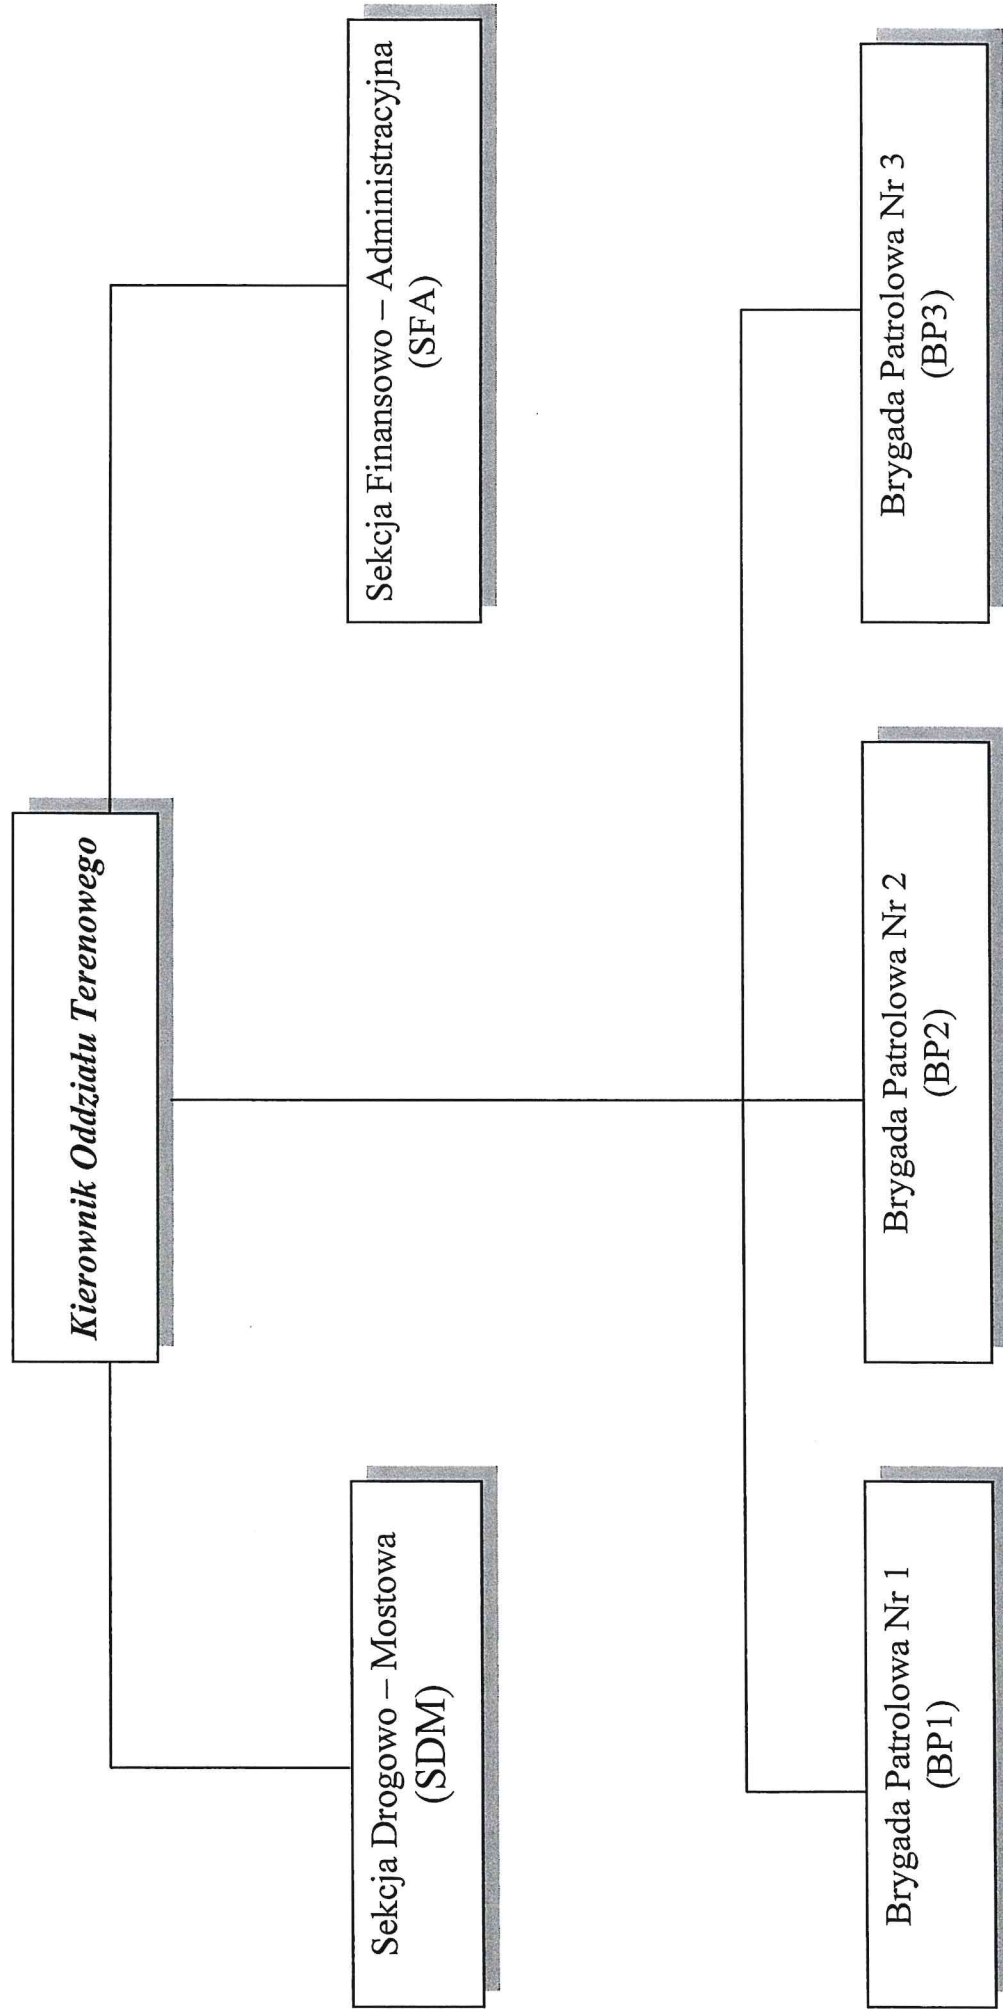 Kierownik Oddziału Terenowego
Sekcja Drogowo – Mostowa
(SDM)
Sekcja Finansowo – Administracyjna
(SFA)
Brygada Patrolowa Nr 1
(BP1)
Brygada Patrolowa Nr 2
(BP2)
Brygada Patrolowa Nr 3
(BP3)